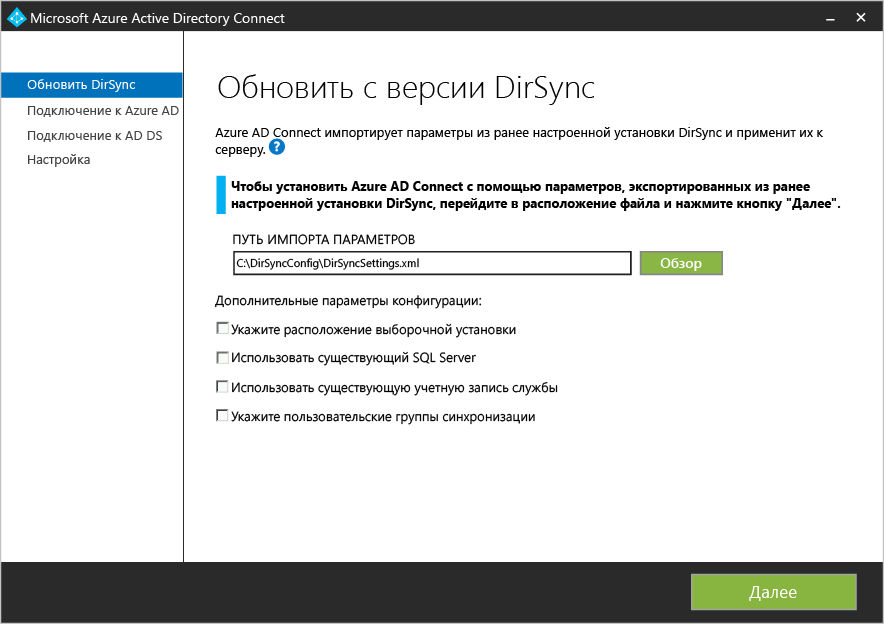 Microsoft Azure Active Directory Connect
Обновить DirSync
Подключение к Azure AD
Подключение к AD DS
Настройка
Обновить с версии DirSync
Azure AD Connect импортирует параметры из ранее настроенной установки DirSync и применит их к
серверу. ?
Чтобы установить Azure AD Connect с помощью параметров, экспортированных из ранее
настроенной установки DirSync, перейдите в расположение файла и нажмите кнопку "Далее".
ПУТЬ ИМПОРТА ПАРАМЕТРОВ
C:\DirSyncConfig\DirSyncSettings.xml
Обзор
Дополнительные параметры конфигурации:
Укажите расположение выборочной установки
Использовать существующий SQL Server
Использовать существующую учетную запись службы
Укажите пользовательские группы синхронизации
Далее